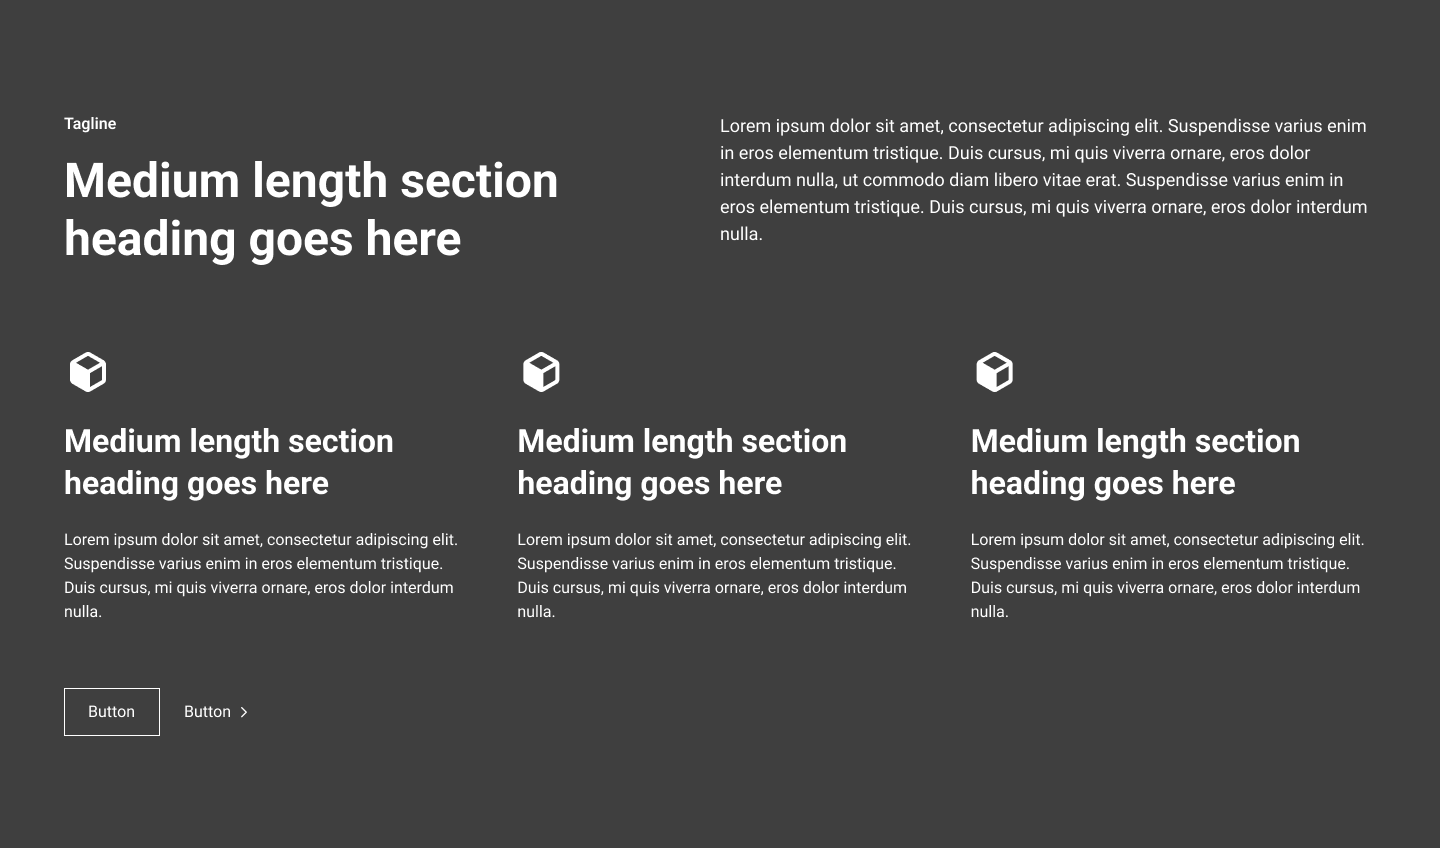 Tagline
Medium length section
heading goes here
Lorem ipsum dolor sit amet, consectetur adipiscing elit. Suspendisse varius enim
in eros elementum tristique. Duis cursus, mi quis viverra ornare, eros dolor
interdum nulla, ut commodo diam libero vitae erat. Suspendisse varius enim in
eros elementum tristique. Duis cursus, mi quis viverra ornare, eros dolor interdum
nulla.
Medium length section
heading goes here
Lorem ipsum dolor sit amet, consectetur adipiscing elit.
Suspendisse varius enim in eros elementum tristique.
Duis cursus, mi quis viverra ornare, eros dolor interdum
nulla.
Medium length section
heading goes here
Lorem ipsum dolor sit amet, consectetur adipiscing elit.
Suspendisse varius enim in eros elementum tristique.
Duis cursus, mi quis viverra ornare, eros dolor interdum
nulla.
Medium length section
heading goes here
Lorem ipsum dolor sit amet, consectetur adipiscing elit.
Suspendisse varius enim in eros elementum tristique.
Duis cursus, mi quis viverra ornare, eros dolor interdum
nulla.
Button
Button